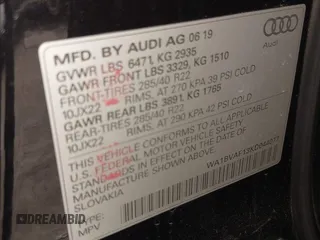 MFD. BY AUDI AG 06 19
GVWR LBS 6471, KG 2935
GAWR FRONT LBS 3329, KG 1510
FRONT-TIRES 285/40 R22
10JX22 RIMS, AT 270 KPA 39 PSI COLD
GAWR REAR LBS 3891, KG 1765
REAR-TIRES 285/40 R22
10JX22 RIMS, AT 290 KPA 42 PSI COLD
THIS VEHICLE CONFORMS TO ALL APPLICABLE
U.S. FEDERAL MOTOR VEHICLE SAFETY
STANDARDS IN EFFECT ON THE DATE OF
MANUFACTURE SHOWN ABOVE
TYPE:
MPV
Audi
DREAMBID